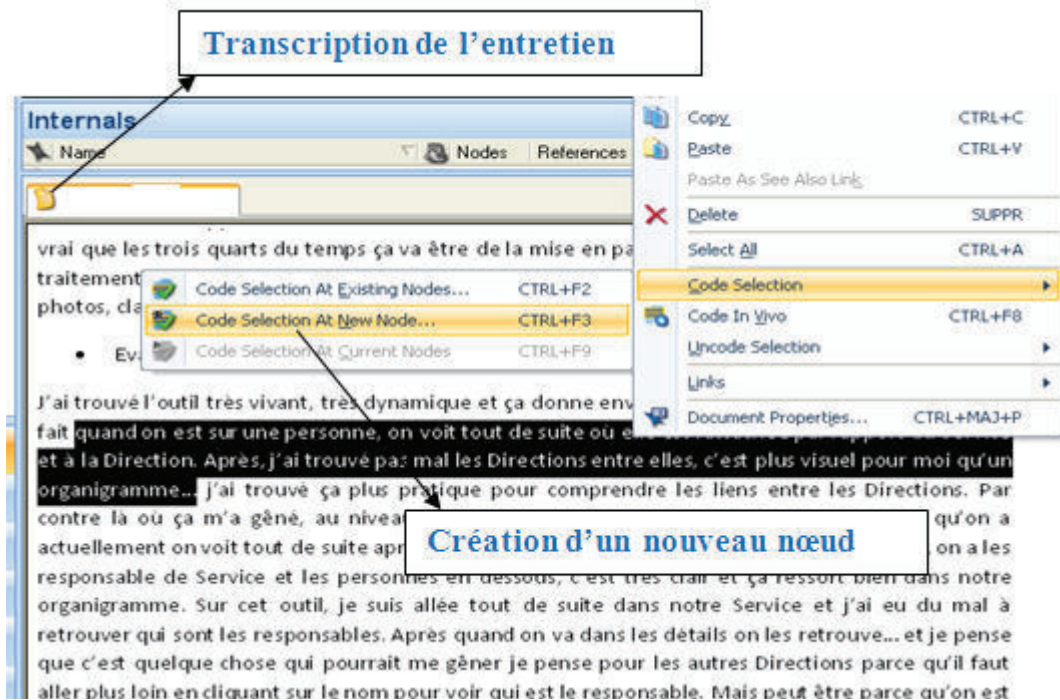 Transcription de l'entretien
Internals
Name Nodes References
Copy CTRL+C
Paste CTRL+V
Paste As See Also Link
Delete SUPPR
Select All CTRL+A
Code Selection
Code In Vivo CTRL+F8
Uncode Selection
Links
Document Properties... CTRL+MAJ+P
Code Selection At Existing Nodes... CTRL+F2
Code Selection At New Node... CTRL+F3
Code Selection At Current Nodes CTRL+F9
vrai que les trois quarts du temps ça va être de la mise en pa
traitement
photos, cla
• Ev
J'ai trouvé l'outil très vivant, très dynamique et ça donne env
fait quand on est sur une personne, on voit tout de suite où e
et à la Direction. Après, j'ai trouvé pas mal les Directions entre elles, c'est plus visuel pour moi qu'un
organigramme... j'ai trouvé ça plus pratique pour comprendre les liens entre les Directions. Par
contre là où ça m'a gêné, au nivea qu'on a
Création d'un nouveau nœud
actuellement on voit tout de suite apr on a les
responsable de Service et les personnes en dessous, c'est très clair et ça ressort bien dans notre
organigramme. Sur cet outil, je suis allée tout de suite dans notre Service et j'ai eu du mal à
retrouver qui sont les responsables. Après quand on va dans les détails on les retrouve... et je pense
que c'est quelque chose qui pourrait me gêner je pense pour les autres Directions parce qu'il faut
aller plus loin en cliquant sur le nom pour voir qui est le responsable. Mais peut être parce qu'on est